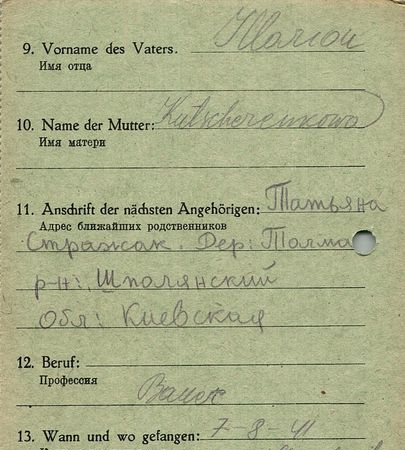 9. Vorname des Vaters. Illarion
Имя отца
10. Name der Mutter: Kutscherenkowa
Имя матери
11. Anschrift der nächsten Angehörigen: Татьяна
Адрес ближайших родственников
Стражак. Дер: Толма
р-н: Шполянский
обл: Киевская
12. Beruf:
Профессия
13. Wann und wo gefangen: 7-8-41